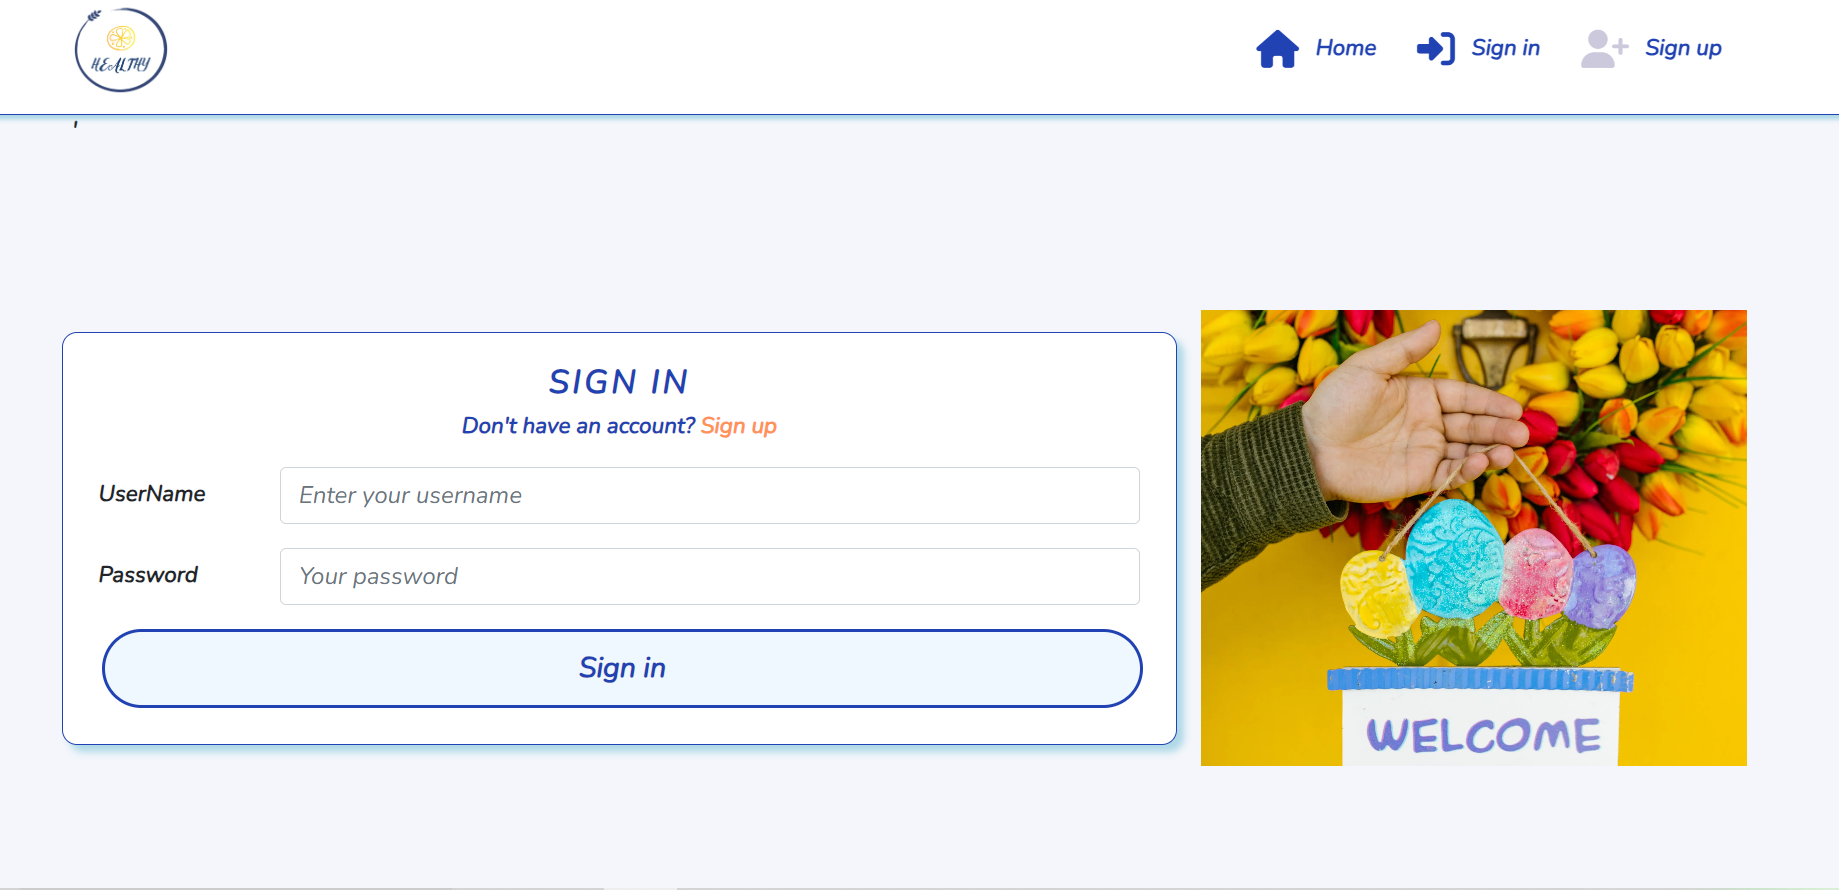 HEALTHY
Home Sign in Sign up
'
SIGN IN
Don't have an account? Sign up
UserName
Enter your username
Password
Your password
Sign in
WELCOME